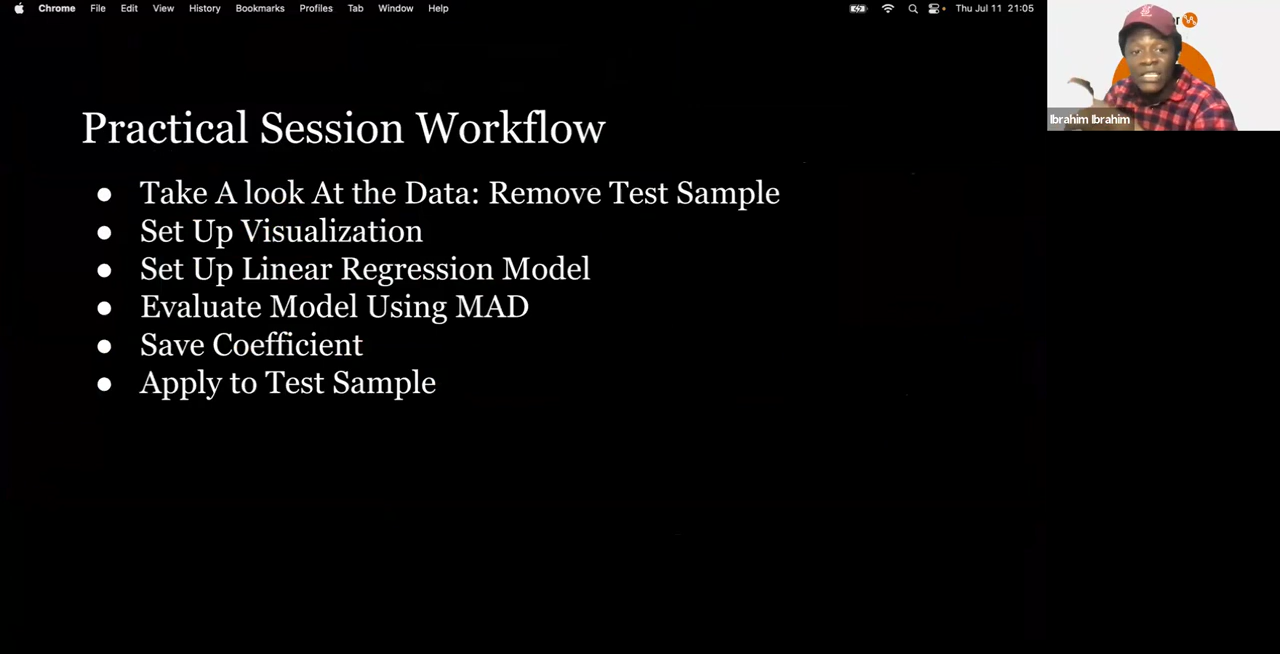 Chrome File Edit View History Bookmarks Profiles Tab Window Help Thu Jul 11 21:05
Practical Session Workflow
● Take A look At the Data: Remove Test Sample
● Set Up Visualization
● Set Up Linear Regression Model
● Evaluate Model Using MAD
● Save Coefficient
● Apply to Test Sample
Ibrahim Ibrahim